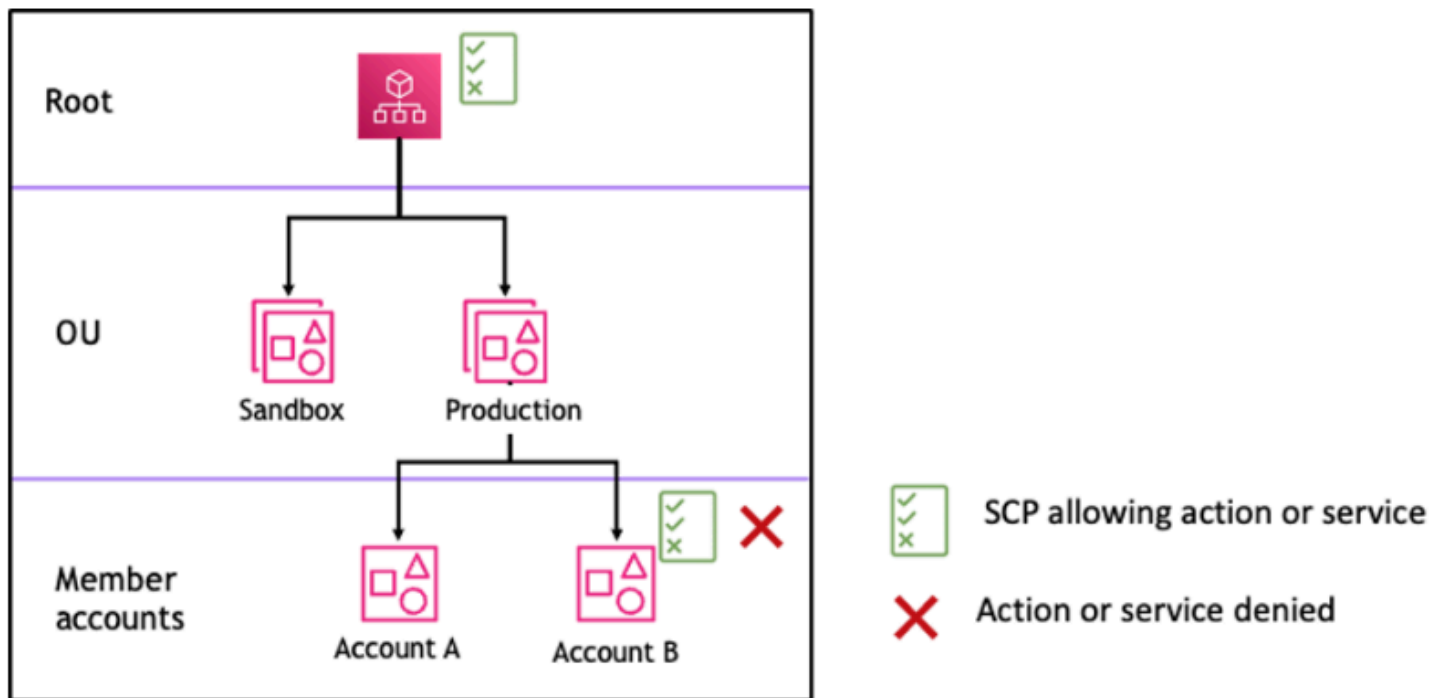 Root
OU
Sandbox
Production
Member
accounts
Account A
Account B
SCP allowing action or service
Action or service denied